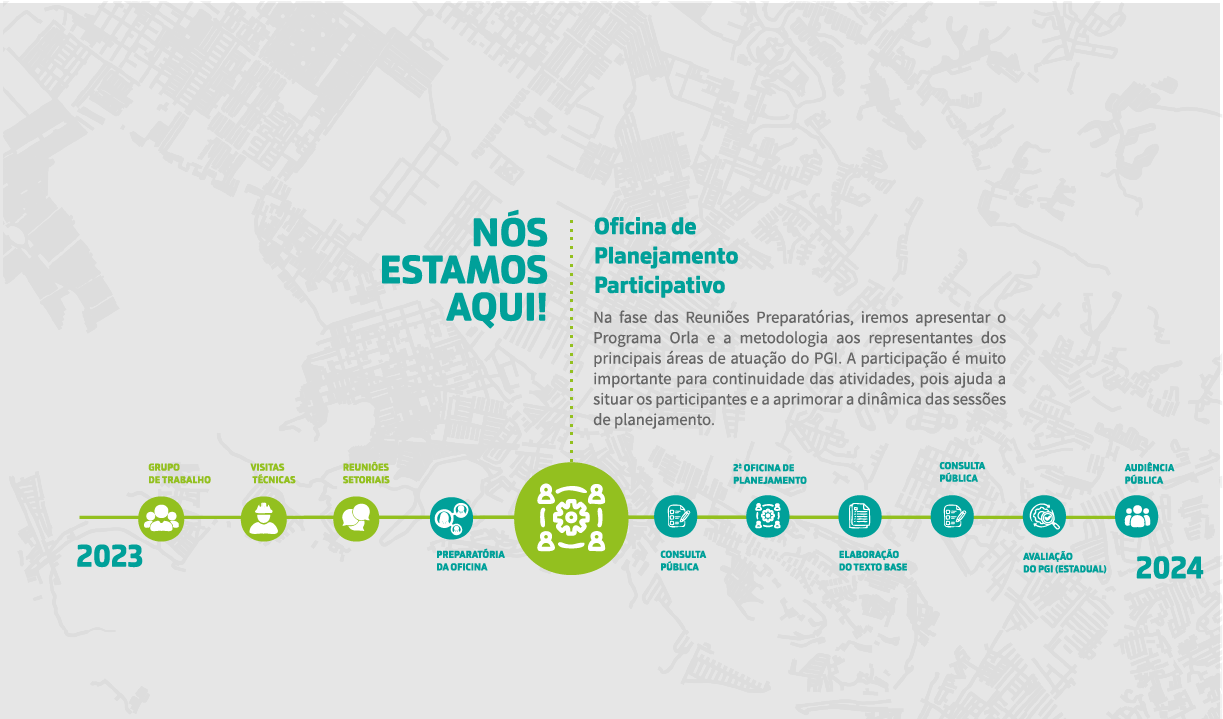 NÓS
ESTAMOS
AQUI!
Oficina de
Planejamento
Participativo
Na fase das Reuniões Preparatórias, iremos apresentar o
Programa Orla e a metodologia aos representantes dos
principais áreas de atuação do PGI. A participação é muito
importante para continuidade das atividades, pois ajuda a
situar os participantes e a aprimorar a dinâmica das sessões
de planejamento.
GRUPO
DE TRABALHO
VISITAS
TÉCNICAS
REUNIÕES
SETORIAIS
PREPARATÓRIA
DA OFICINA
CONSULTA
PÚBLICA
2ª OFICINA DE
PLANEJAMENTO
ELABORAÇÃO
DO TEXTO BASE
CONSULTA
PÚBLICA
AVALIAÇÃO
DO PGI (ESTADUAL)
AUDIÊNCIA
PÚBLICA
2023
2024